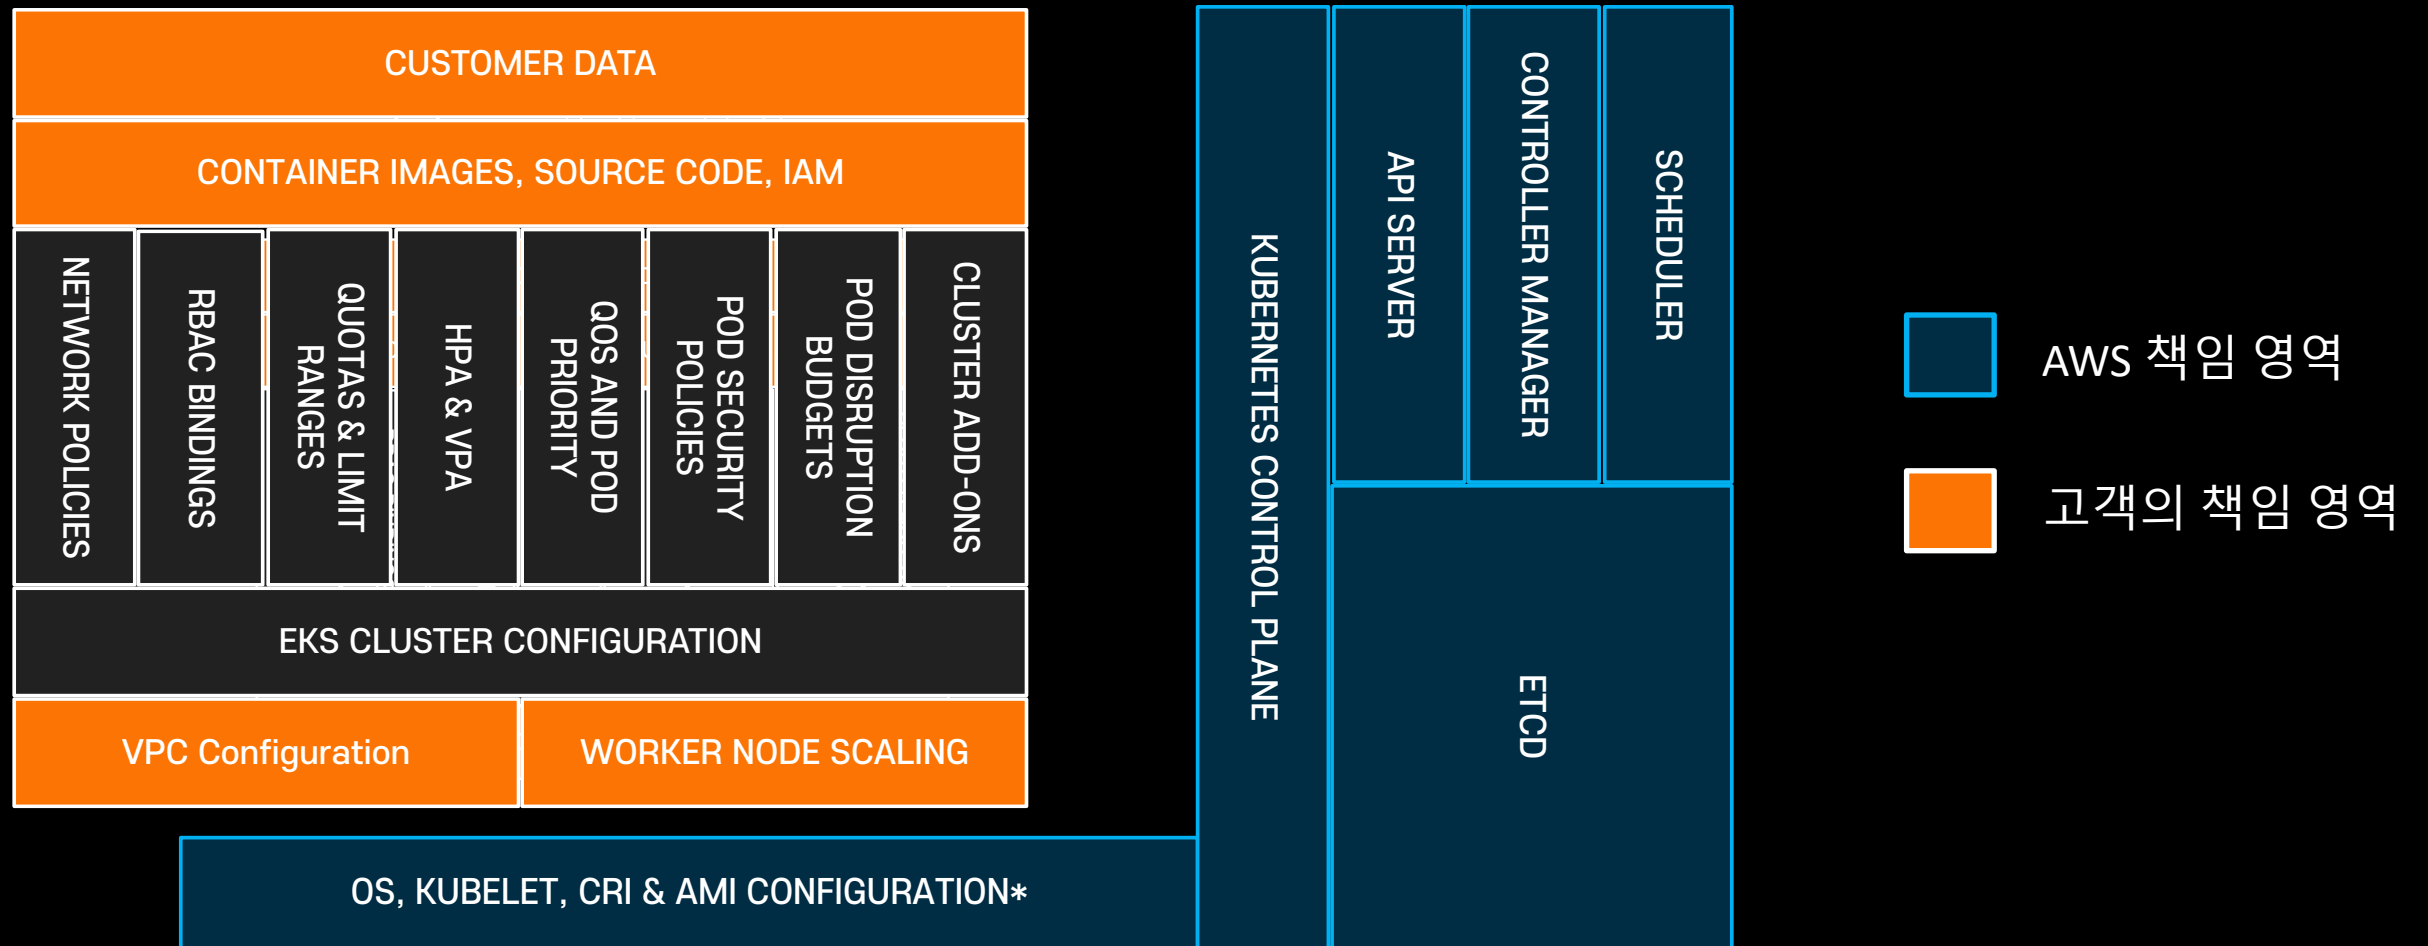 CUSTOMER DATA
CONTAINER IMAGES, SOURCE CODE, IAM
NETWORK POLICIES
RBAC BINDINGS
QUOTAS & LIMIT
RANGES
HPA & VPA
QOS AND POD
PRIORITY
POD SECURITY
POLICIES
POD DISRUPTION
BUDGETS
CLUSTER ADD-ONS
EKS CLUSTER CONFIGURATION
VPC Configuration
WORKER NODE SCALING
OS, KUBELET, CRI & AMI CONFIGURATION*
KUBERNETES CONTROL PLANE
API SERVER
CONTROLLLER MANAGER
SCHEDULER
ETCD
AWS 책임 영역
고객의 책임 영역